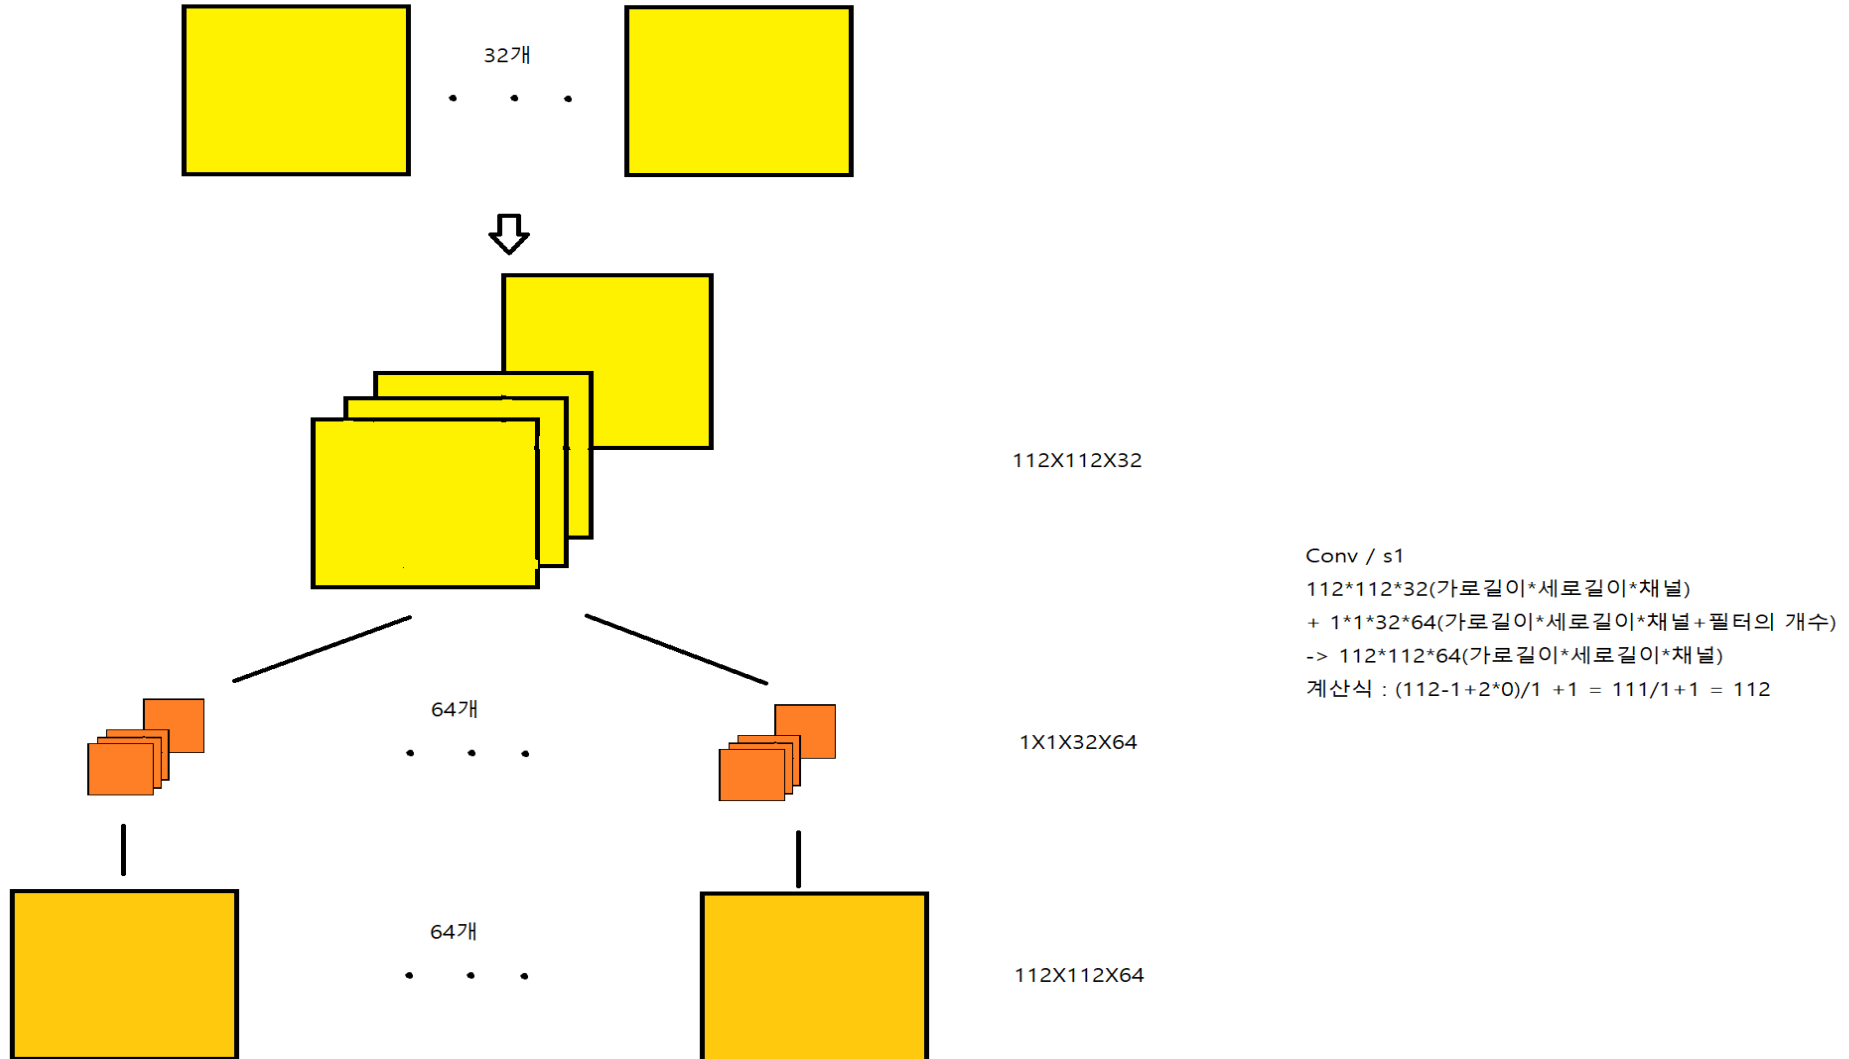 32개
112X112X32
Conv / s1
112*112*32(가로길이*세로길이*채널)
+ 1*1*32*64(가로길이*세로길이*채널+필터의 개수)
-> 112*112*64(가로길이*세로길이*채널)
계산식 : (112-1+2*0)/1 +1 = 111/1+1 = 112
64개
1X1X32X64
64개
112X112X64